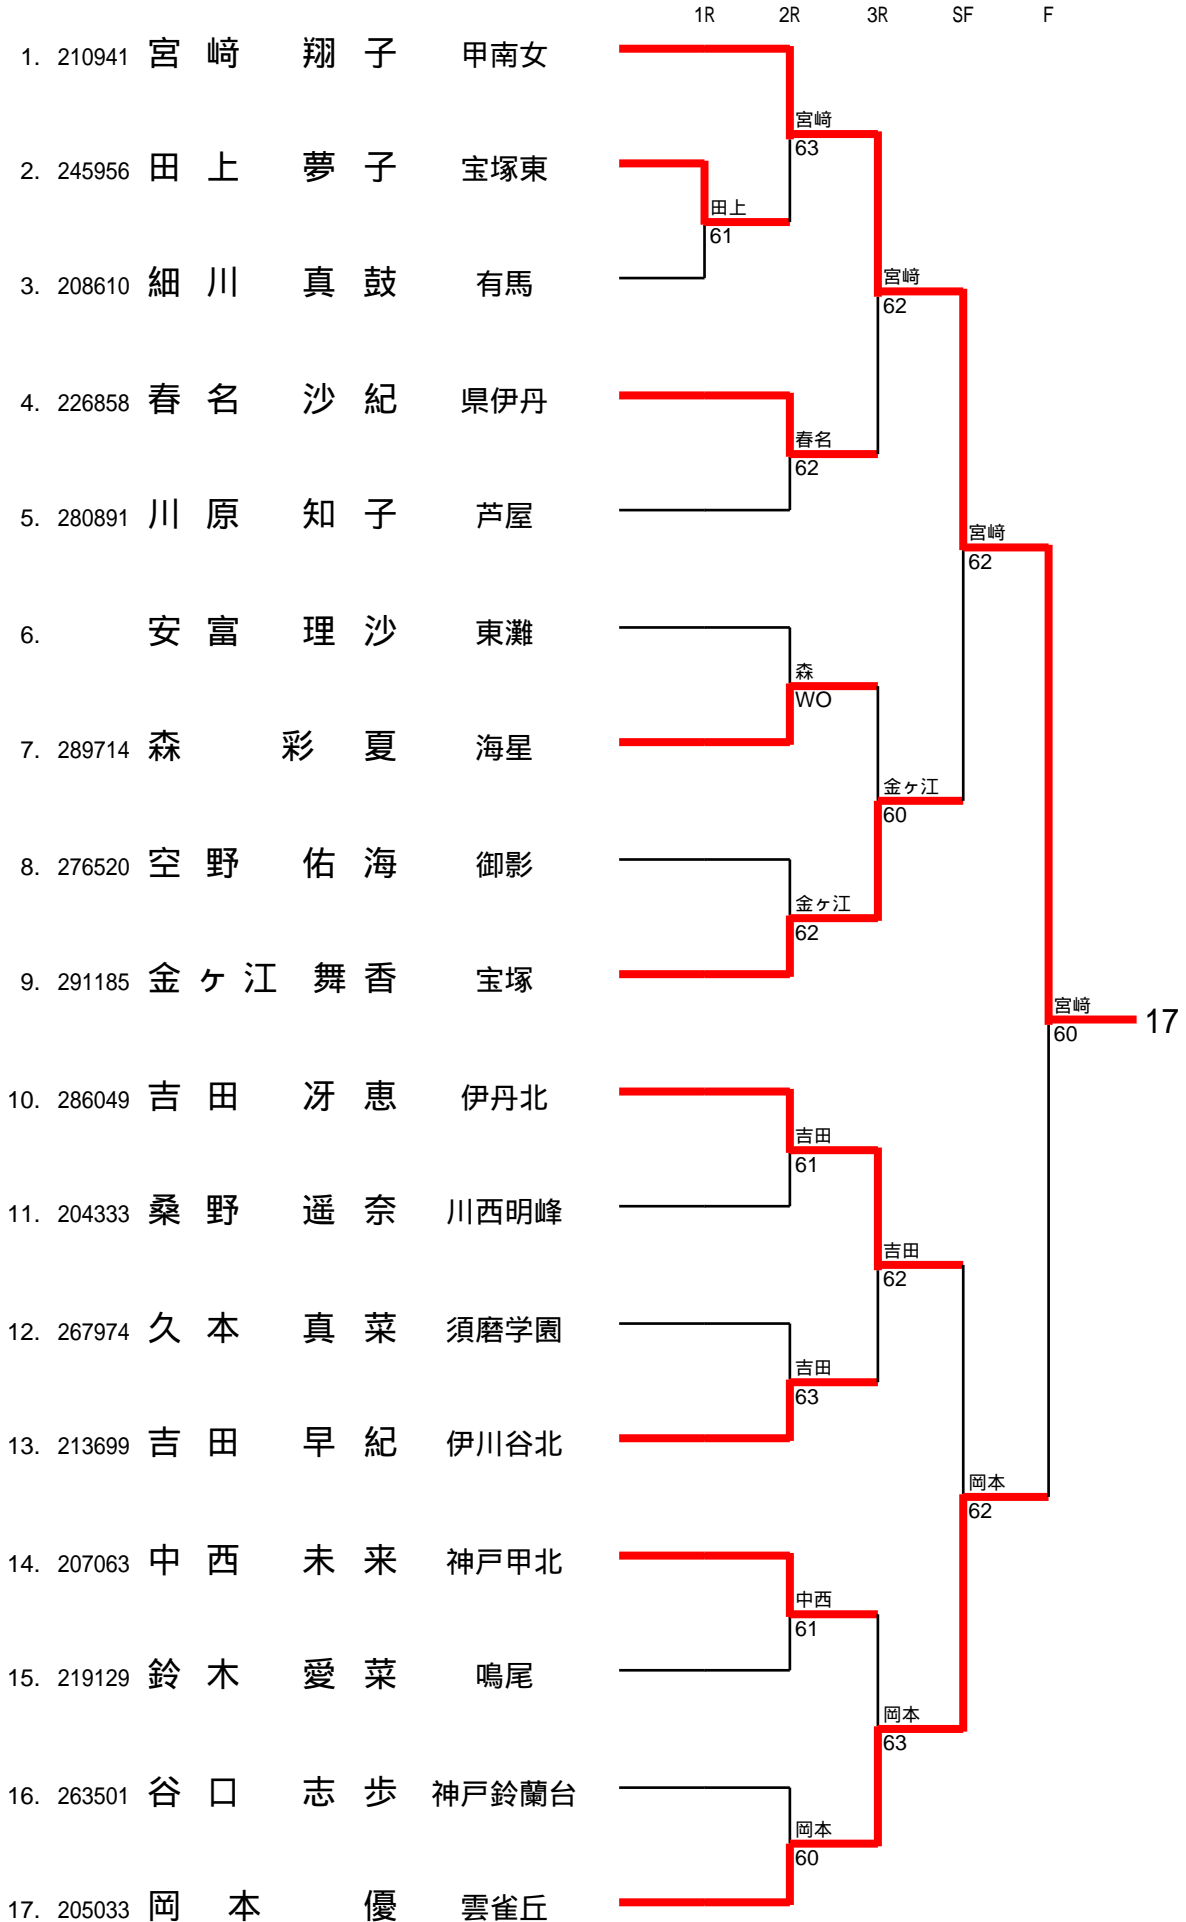 1R 2R 3R SF F
1. 210941 宮﨑 翔子 甲南女
宮﨑
63
2. 245956 田上 夢子 宝塚東
田上
61
3. 208610 細川 真鼓 有馬
宮﨑
62
4. 226858 春名 沙紀 県伊丹
春名
62
5. 280891 川原 知子 芦屋
宮﨑
62
6. 安富 理沙 東灘
森
WO
7. 289714 森 彩夏 海星
金ヶ江
60
8. 276520 空野 佑海 御影
金ヶ江
62
9. 291185 金ヶ江 舞香 宝塚
宮﨑
60
17
10. 286049 吉田 冴恵 伊丹北
吉田
61
11. 204333 桑野 遥奈 川西明峰
吉田
62
12. 267974 久本 真菜 須磨学園
吉田
63
13. 213699 吉田 早紀 伊川谷北
岡本
62
14. 207063 中西 未来 神戸甲北
中西
61
15. 219129 鈴木 愛菜 鳴尾
岡本
63
16. 263501 谷口 志歩 神戸鈴蘭台
岡本
60
17. 205033 岡本 優 雲雀丘